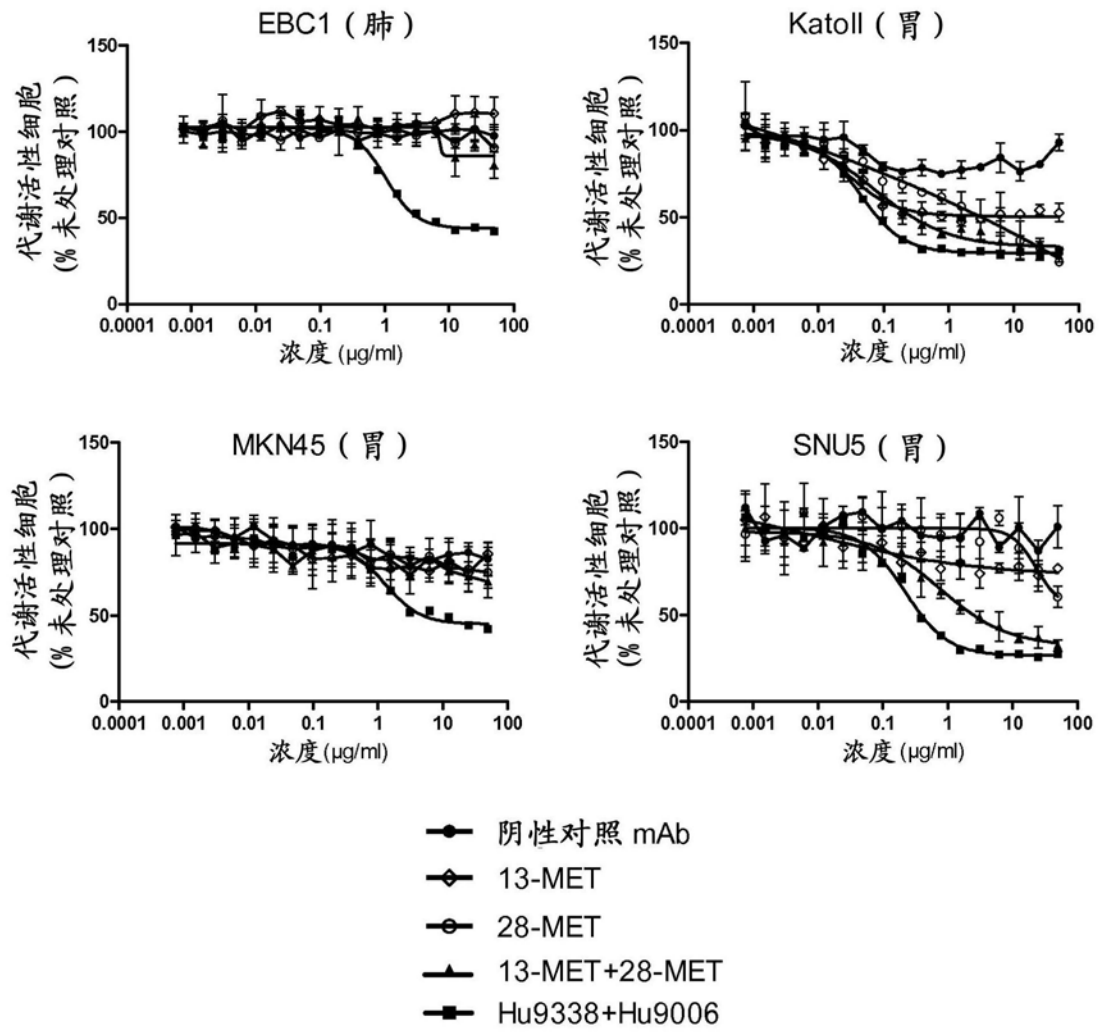 EBC1 ( 肺 )
代谢活性细胞
(% 未处理对照)
150
100
50
0
0.0001 0.001 0.01 0.1 1 10 100
浓度 (µg/ml)
KatoII ( 胃 )
代谢活性细胞
(% 未处理对照)
150
100
50
0
0.0001 0.001 0.01 0.1 1 10 100
浓度 (µg/ml)
MKN45 ( 胃 )
代谢活性细胞
(% 未处理对照)
150
100
50
0
0.0001 0.001 0.01 0.1 1 10 100
浓度 (µg/ml)
SNU5 ( 胃 )
代谢活性细胞
(% 未处理对照)
150
100
50
0
0.0001 0.001 0.01 0.1 1 10 100
浓度 (µg/ml)
阴性对照 mAb
13-MET
28-MET
13-MET+28-MET
Hu9338+Hu9006